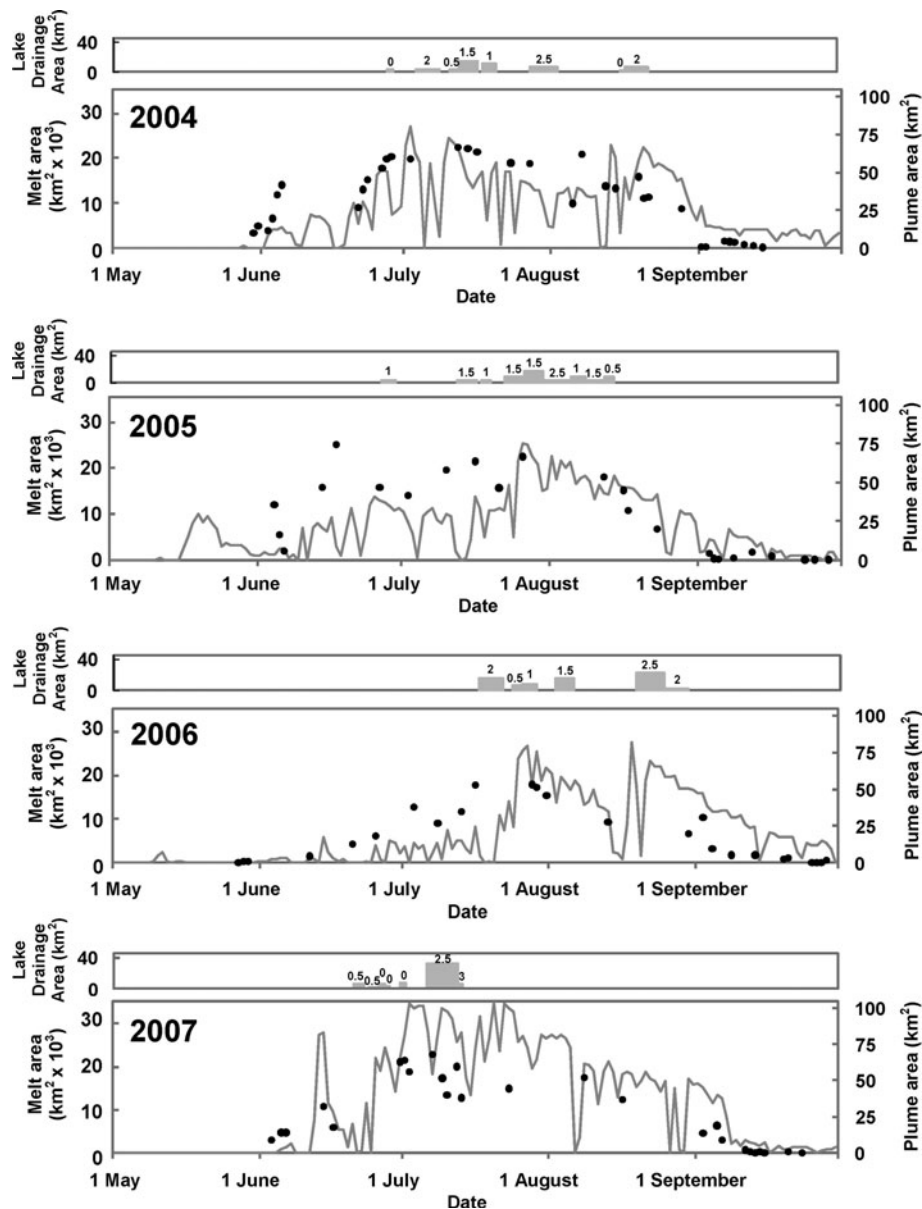 Lake
Drainage
Area (km²)
40
0
0
2
0.5
1.5
1
2.5
0
2
2004
Melt area
(km² x 10³)
30
20
10
0
100
75
50
25
0
Plume area (km²)
1 May
1 June
1 July
1 August
1 September
Date
Lake
Drainage
Area (km²)
40
0
1
1.5
1
1.5
1.5
2.5
1
1.5
0.5
2005
Melt area
(km² x 10³)
30
20
10
0
100
75
50
25
0
Plume area (km²)
1 May
1 June
1 July
1 August
1 September
Date
Lake
Drainage
Area (km²)
40
0
2
0.5
1
1.5
2.5
2
2006
Melt area
(km² x 10³)
30
20
10
0
100
75
50
25
0
Plume area (km²)
1 May
1 June
1 July
1 August
1 September
Date
Lake
Drainage
Area (km²)
40
0
0.5
0.5
0
0
0
2.5
3
2007
Melt area
(km² x 10³)
30
20
10
0
100
75
50
25
0
Plume area (km²)
1 May
1 June
1 July
1 August
1 September
Date